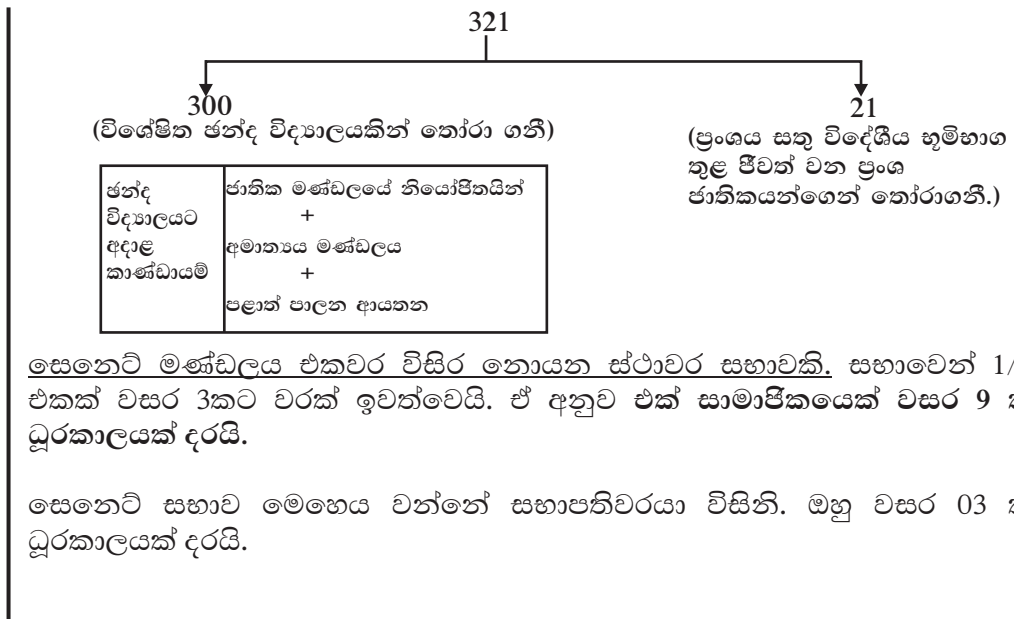 321
300
(විශේෂිත ඡන්ද විද්‍යාලයකින් තෝරා ගනී)
21
(ප්‍රංශය සතු විදේශීය භූමිභාග
තුළ ජීවත් වන ප්‍රංශ
ජාතිකයන්ගෙන් තෝරාගනී.)
ඡන්ද
විද්‍යාලයට
අදාළ
කාණ්ඩායම්
ජාතික මණ්ඩලයේ නියෝජිතයින්
+
අමාත්‍යය මණ්ඩලය
+
පළාත් පාලන ආයතන
සෙනෙට් මණ්ඩලය එකවර විසිර නොයන ස්ථාවර සභාවකි. සභාවෙන් 1/
එකක් වසර 3කට වරක් ඉවත්වෙයි. ඒ අනුව එක් සාමාජිකයෙක් වසර 9
ධූරකාලයක් දරයි.
සෙනෙට් සභාව මෙහෙය වන්නේ සභාපතිවරයා විසිනි. ඔහු වසර 03
ධූරකාලයක් දරයි.